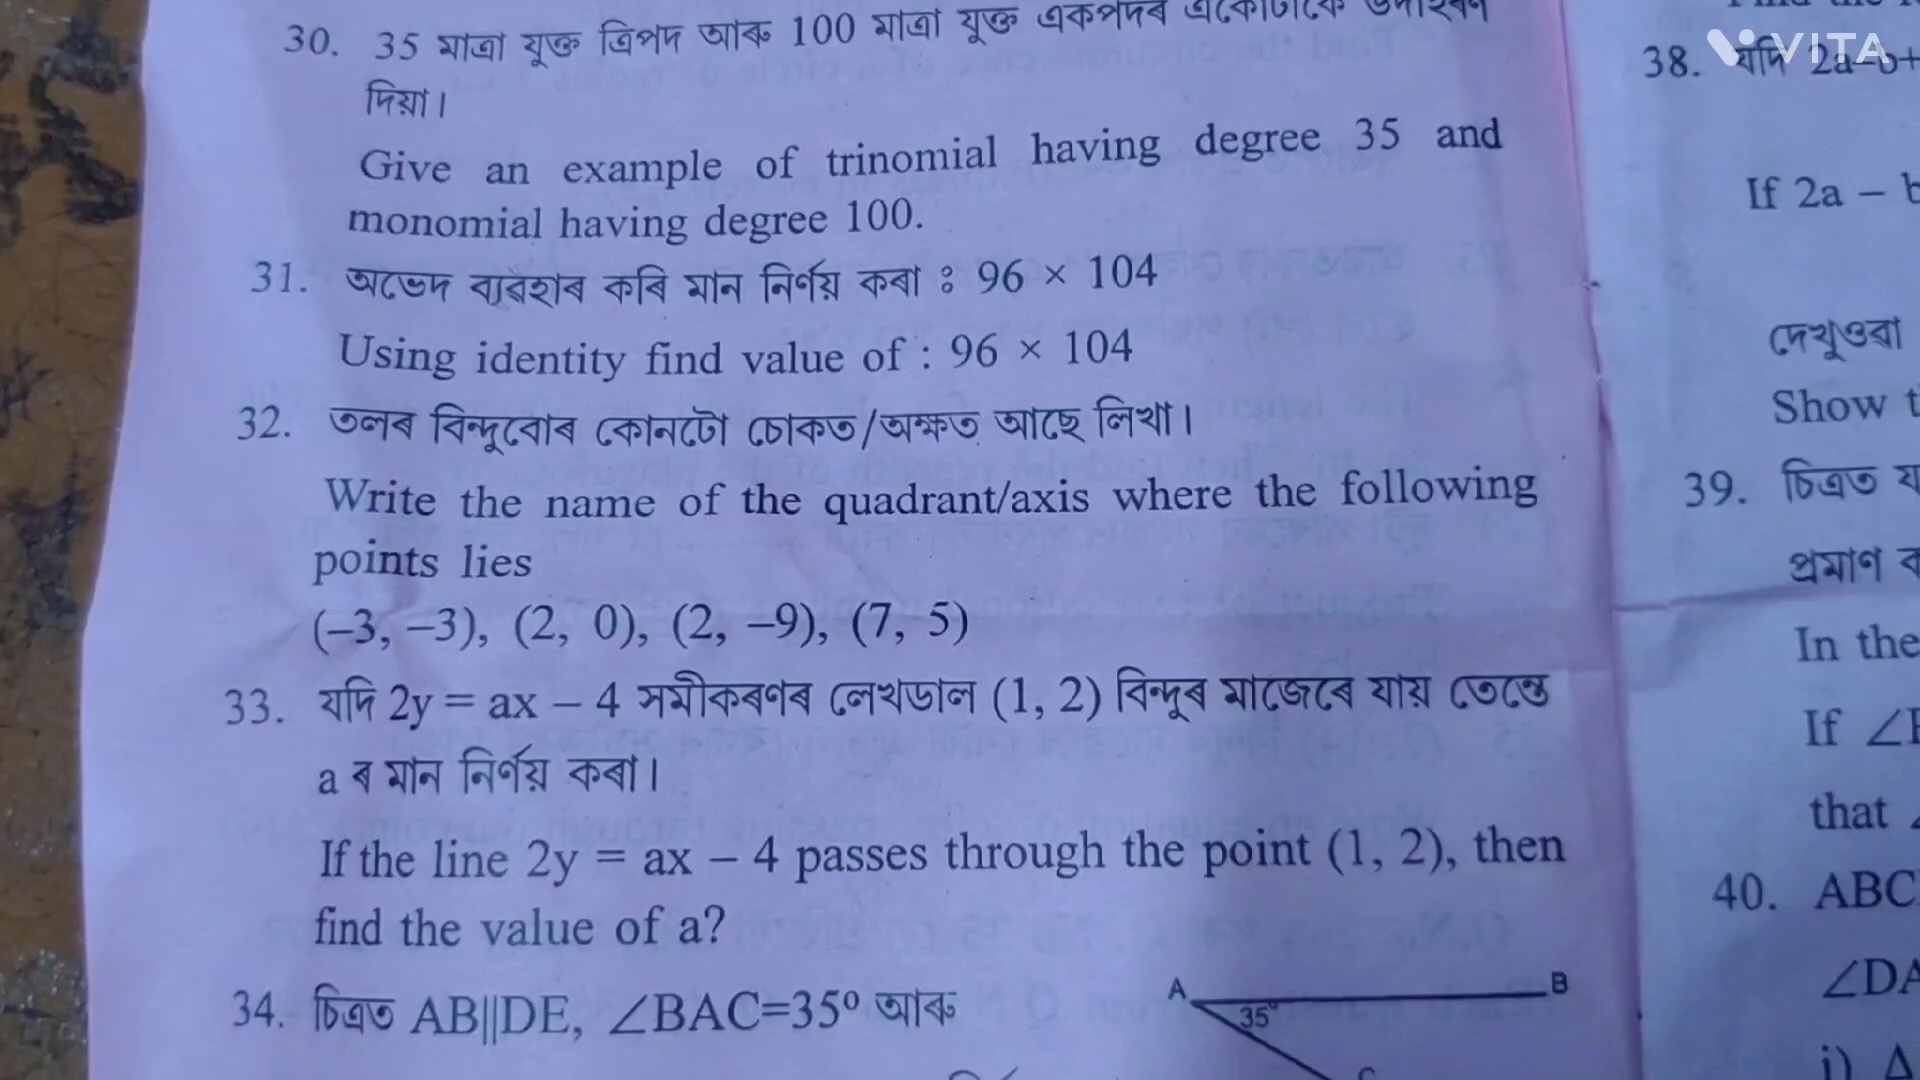 30. 35 মাত্ৰা যুক্ত ত্ৰিপদ আৰু 100 মাত্ৰা যুক্ত একপদৰ
দিয়া।
Give an example of trinomial having degree 35 and
monomial having degree 100.
31. অভেদ ব্যৱহাৰ কৰি মান নিৰ্ণয় কৰা ঃ 96 × 104
Using identity find value of : 96 × 104
32. তলৰ বিন্দুবোৰ কোনটো চোকত/অক্ষত আছে লিখা।
Write the name of the quadrant/axis where the following
points lies
(–3, –3), (2, 0), (2, –9), (7, 5)
33. যদি 2y = ax – 4 সমীকৰণৰ লেখডাল (1, 2) বিন্দুৰ মাজেৰে যায় তেন্তে
a ৰ মান নিৰ্ণয় কৰা।
If the line 2y = ax – 4 passes through the point (1, 2), then
find the value of a?
34. চিত্ৰত AB||DE, ∠BAC=35º আৰু
A B
35°
VITA
38. যদি 2a–b+
If 2a –
দেখুওৱা
Show
39. চিত্ৰত
প্ৰমাণ
In the
If
that
40. ABC
∠DA
i) Δ